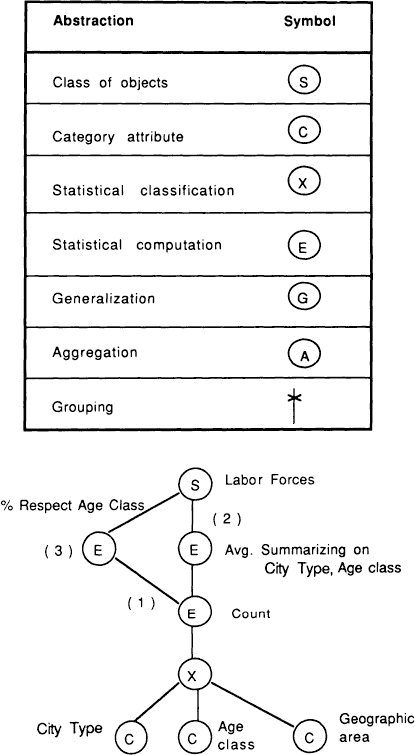 Abstraction Symbol
Class of objects S
Category attribute C
Statistical classification X
Statistical computation E
Generalization G
Aggregation A
Grouping
S Labor Forces
% Respect Age Class
( 2 )
( 3 ) E E Avg. Summarizing on
City Type, Age class
( 1 )
E Count
X
City Type C C Age
class
C Geographic
area